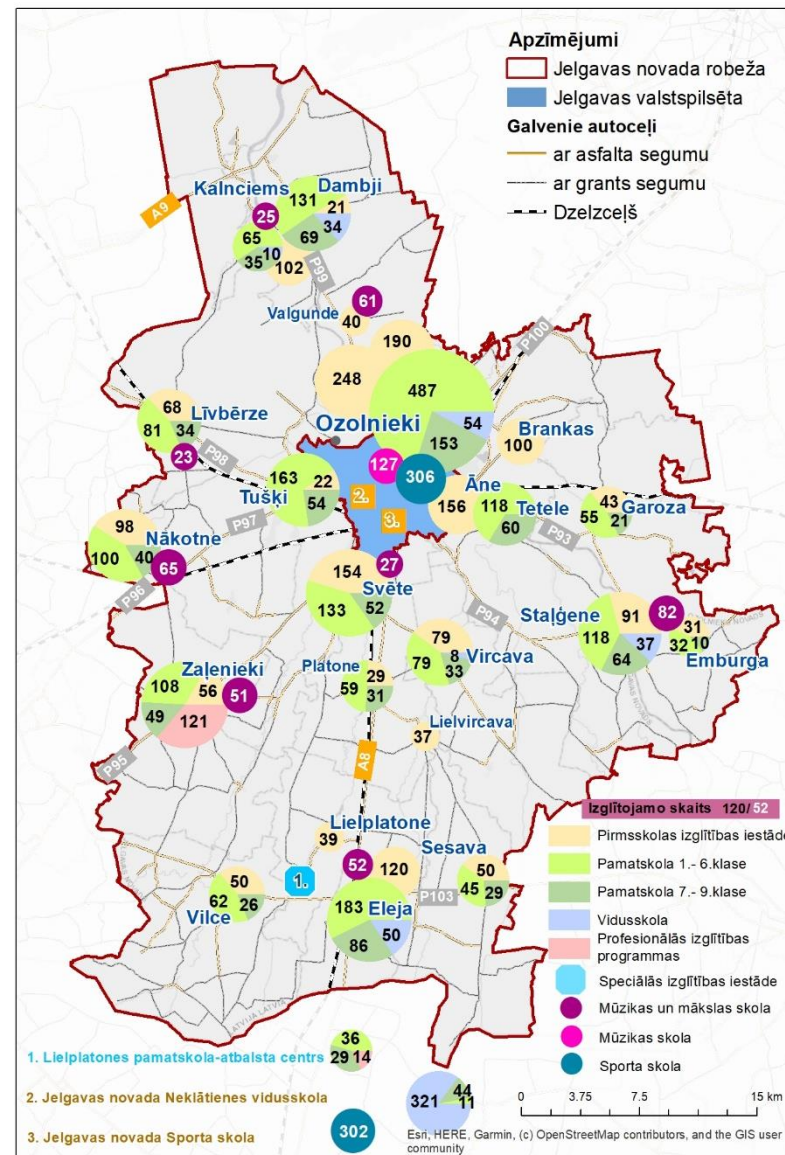 Apzīmējumi
Jelgavas novada robeža
Jelgavas valstspilsēta
Galvenie autoceļi
ar asfalta segumu
ar grants segumu
Dzelzceļš
A9
Kalnciems
Dambji
131
21
25
34
65
69
10
35
102
P99
61
Valgunde
40
190
P100
248
487
Līvbērze
68
81
34
54
153
Ozolnieki
Brankas
100
23
P98
127
306
163
22
Tušķi
54
2.
3.
Āne
156
118
Tetele
60
43
Garoza
55
21
P93
98
Nākotne
100
40
65
P97
P96
27
154
Svēte
133
52
P94
Staļģene
91
82
118
37
64
31
32
10
Emburga
79
79
8
Vircava
33
Zaļenieki
108
56
51
49
121
P95
Platone
29
59
31
Lielvircava
37
A8
Lielplatone
39
52
120
Sesava
50
45
29
P103
1.
50
62
26
Vilce
183
Eleja
50
86
Izglītojamo skaits 120/52
Pirmsskolas izglītības iestāde
Pamatskola 1.- 6.klase
Pamatskola 7.- 9.klase
Vidusskola
Profesionālās izglītības
programmas
Speciālās izglītības iestāde
Mūzikas un mākslas skola
Mūzikas skola
Sporta skola
LATVIJA
1. Lielplatones pamatskola-atbalsta centrs
36
29
14
2. Jelgavas novada Neklātienes vidusskola
321
44
11
3. Jelgavas novada Sporta skola
302
0 3.75 7.5 15 km
Esri, HERE, Garmin, (c) OpenStreetMap contributors, and the GIS user
community